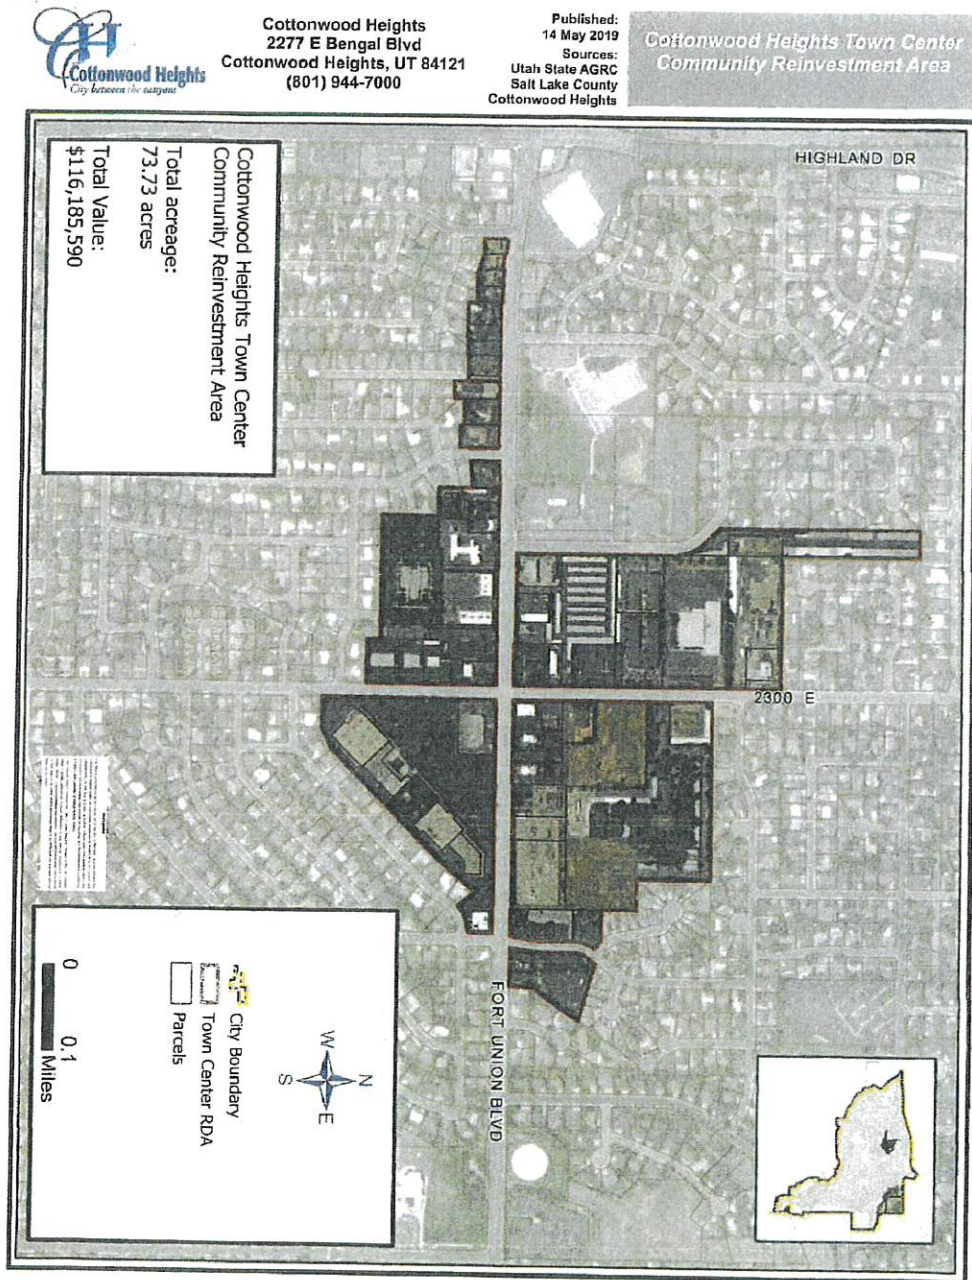 Cottonwood Heights
City between the canyons
Cottonwood Heights
2277 E Bengal Blvd
Cottonwood Heights, UT 84121
(801) 944-7000
Published:
14 May 2019
Sources:
Utah State AGRC
Salt Lake County
Cottonwood Heights
Cottonwood Heights Town Center
Community Reinvestment Area
HIGHLAND DR
Cottonwood Heights Town Center
Community Reinvestment Area
Total acreage:
73.73 acres
Total Value:
$116,185,590
2300 E
FORT UNION BLVD
N
W
E
S
City Boundary
Town Center RDA
Parcels
0
0.1
Miles